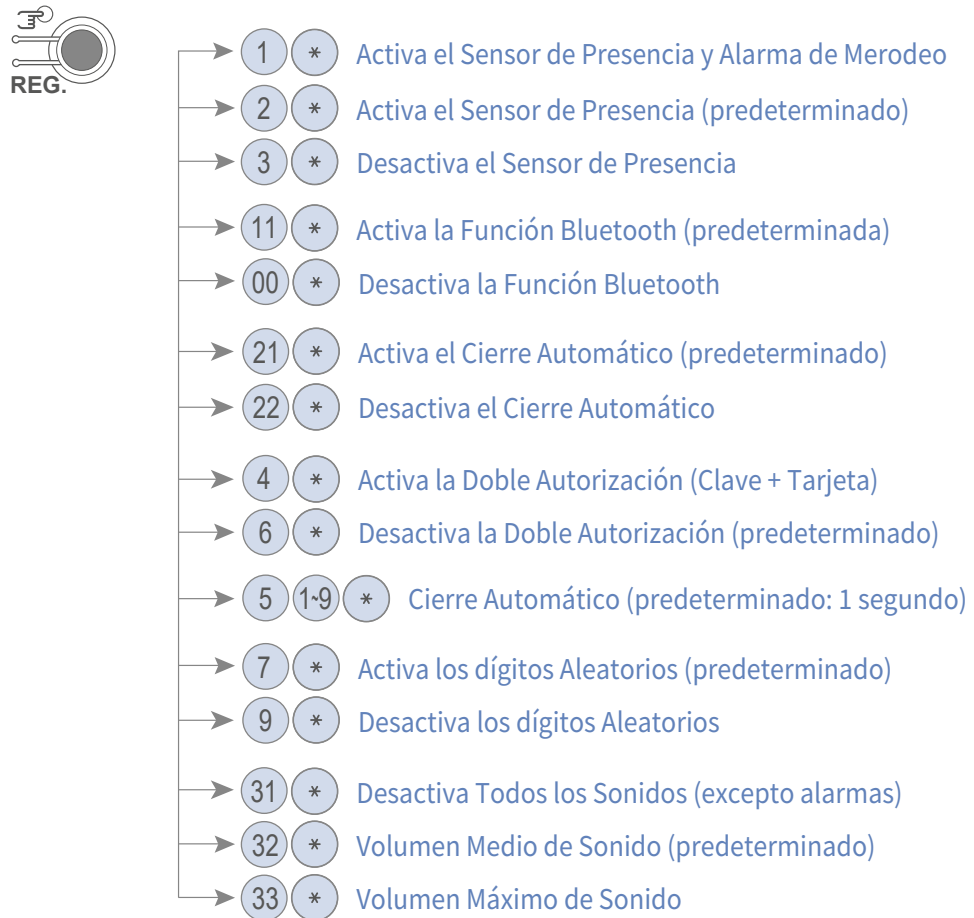 REG.
1 * Activa el Sensor de Presencia y Alarma de Merodeo
2 * Activa el Sensor de Presencia (predeterminado)
3 * Desactiva el Sensor de Presencia
11 * Activa la Función Bluetooth (predeterminada)
00 * Desactiva la Función Bluetooth
21 * Activa el Cierre Automático (predeterminado)
22 * Desactiva el Cierre Automático
4 * Activa la Doble Autorización (Clave + Tarjeta)
6 * Desactiva la Doble Autorización (predeterminado)
5 1~9 * Cierre Automático (predeterminado: 1 segundo)
7 * Activa los dígitos Aleatorios (predeterminado)
9 * Desactiva los dígitos Aleatorios
31 * Desactiva Todos los Sonidos (excepto alarmas)
32 * Volumen Medio de Sonido (predeterminado)
33 * Volumen Máximo de Sonido